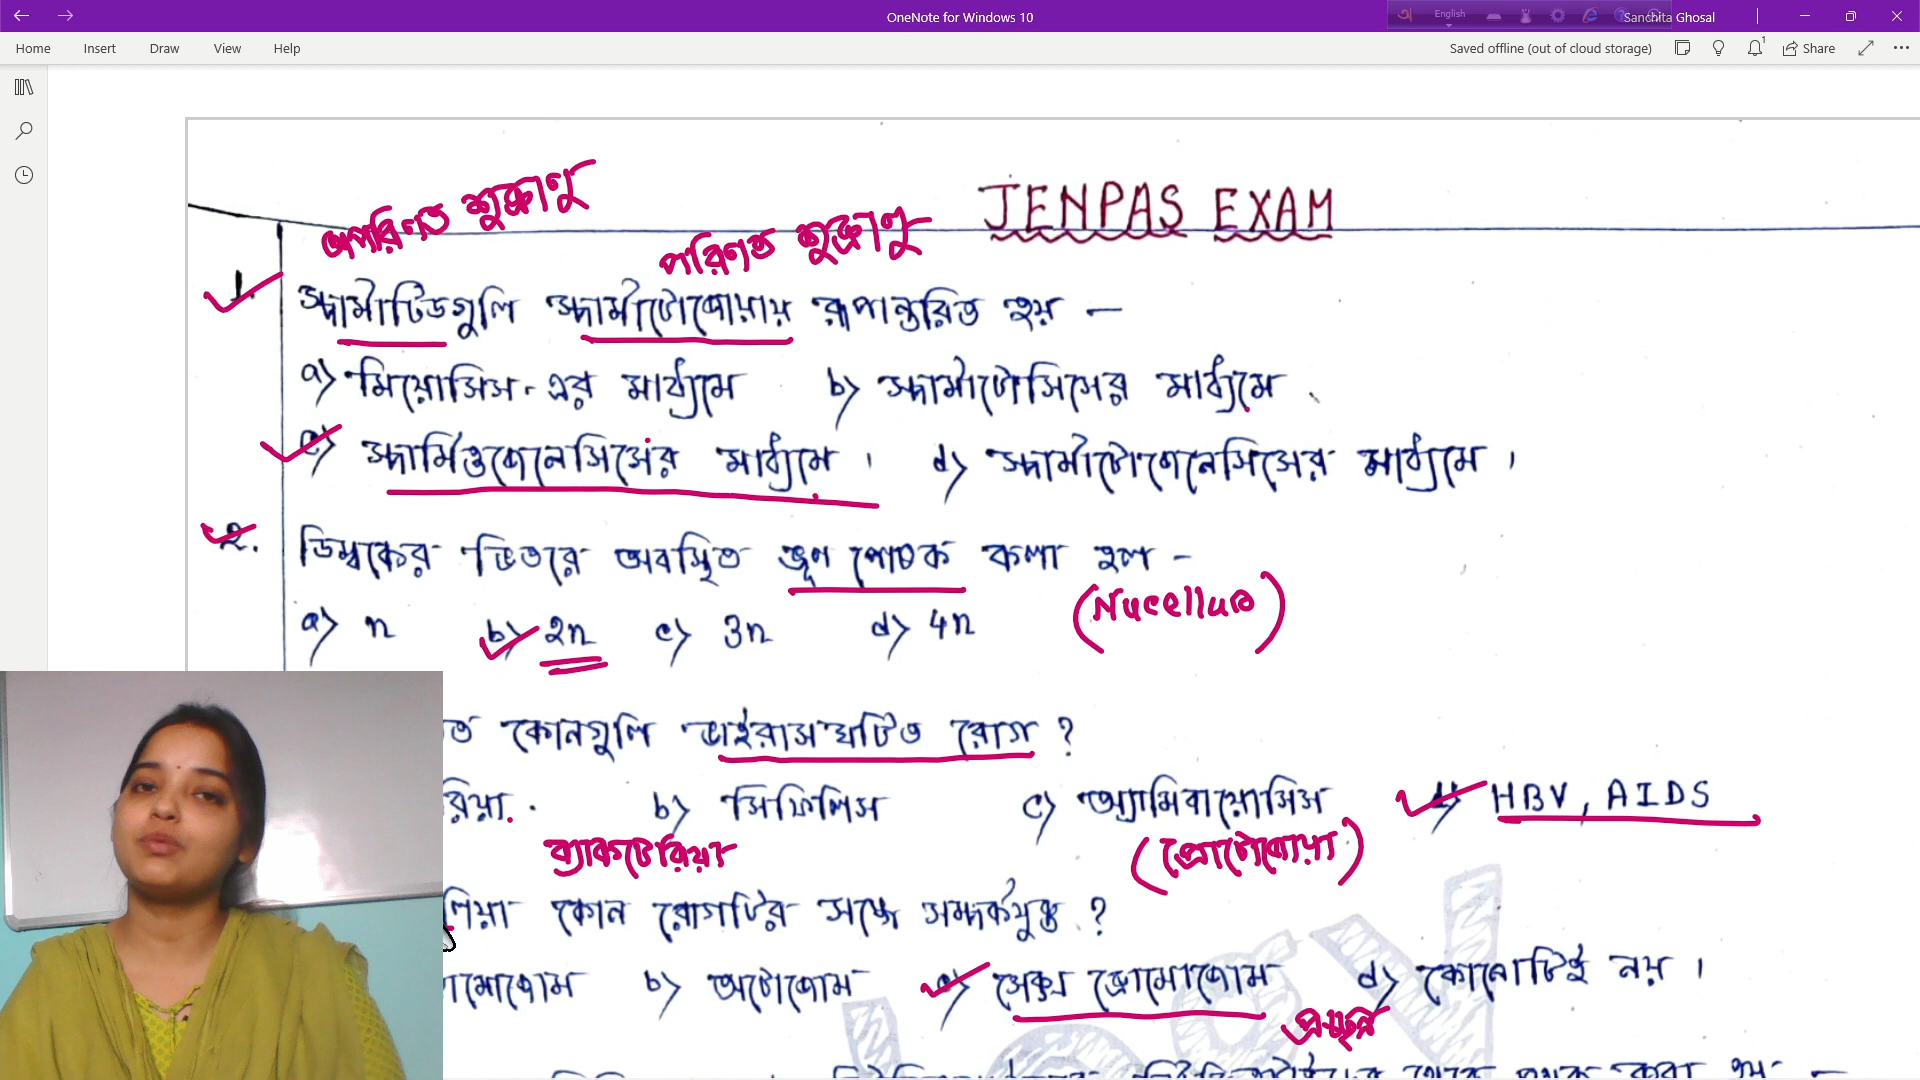 OneNote for Windows 10
English
Sanchita Ghosal
Home Insert Draw View Help
Saved offline (out of cloud storage)
1
Share
JENPAS EXAM
অপরিণত শুক্রাণু
পরিণত শুক্রাণু
1. স্পার্মাটিডগুলি স্পার্মাটোজোয়ায় রূপান্তরিত হয় —
a) মিয়োসিস-এর মাধ্যমে b) স্পার্মাটোসিসের মাধ্যমে
c) স্পার্মিওজেনেসিসের মাধ্যমে । d) স্পার্মাটোজেনেসিসের মাধ্যমে ।
২. ডিম্বকের ভিতরে অবস্থিত ভ্রূণ পোষক কলা হল -
(Nucellus)
a) n b) 2n c) 3n d) 4n
কোনগুলি ভাইরাসঘটিত রোগ ?
রিয়া. b) সিফিলিস c) অ্যামিবায়োসিস d) HBV, AIDS
ব্যাকটেরিয়া (প্রোটোজোয়া)
লিয়া কোন রোগটির সঙ্গে সম্পর্কযুক্ত ?
মোজোম b) অটোজোম c) সেক্স ক্রোমোজোম d) কোনোটিই নয় ।
প্রচ্ছন্ন